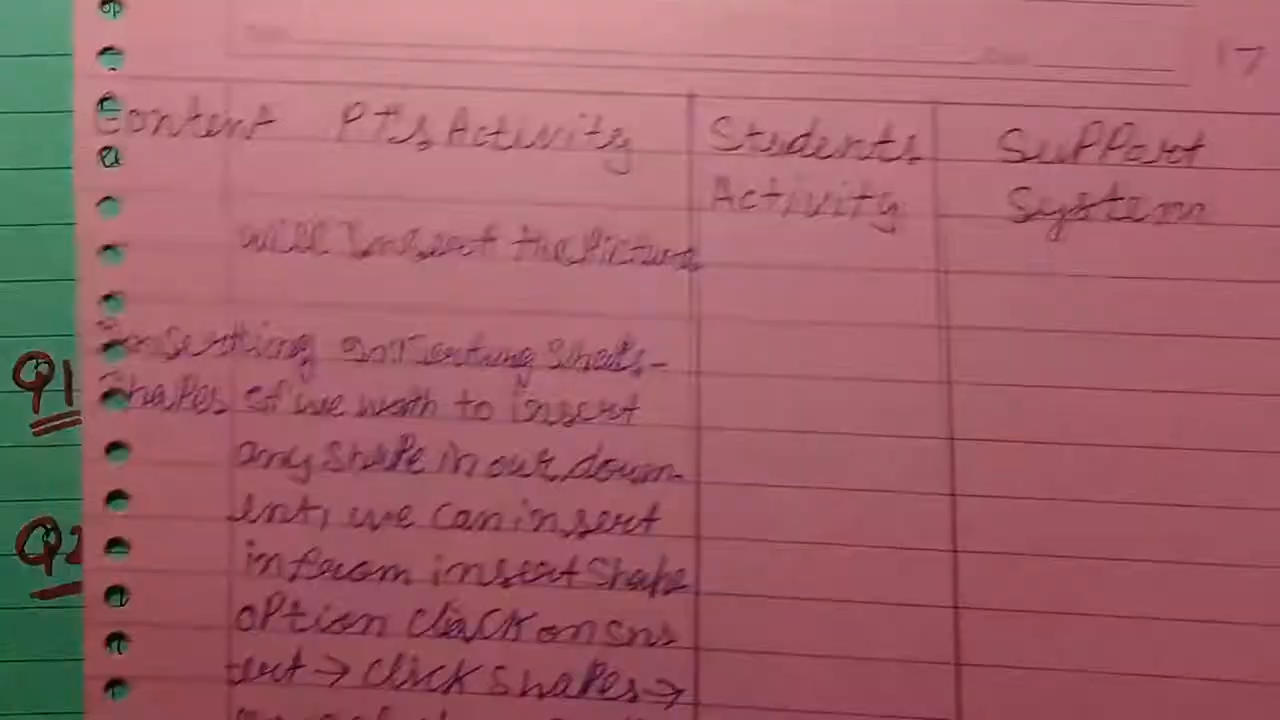 17
Content PT's Activity Students Support
Activity System
will Insert the Picture
Inserting Inserting Shapes-
Shapes If we wont to insert
any shape in our docum-
ent, we can insert
in from insert Shape
option click on Ins
ert → click shapes →
Q1
Q2